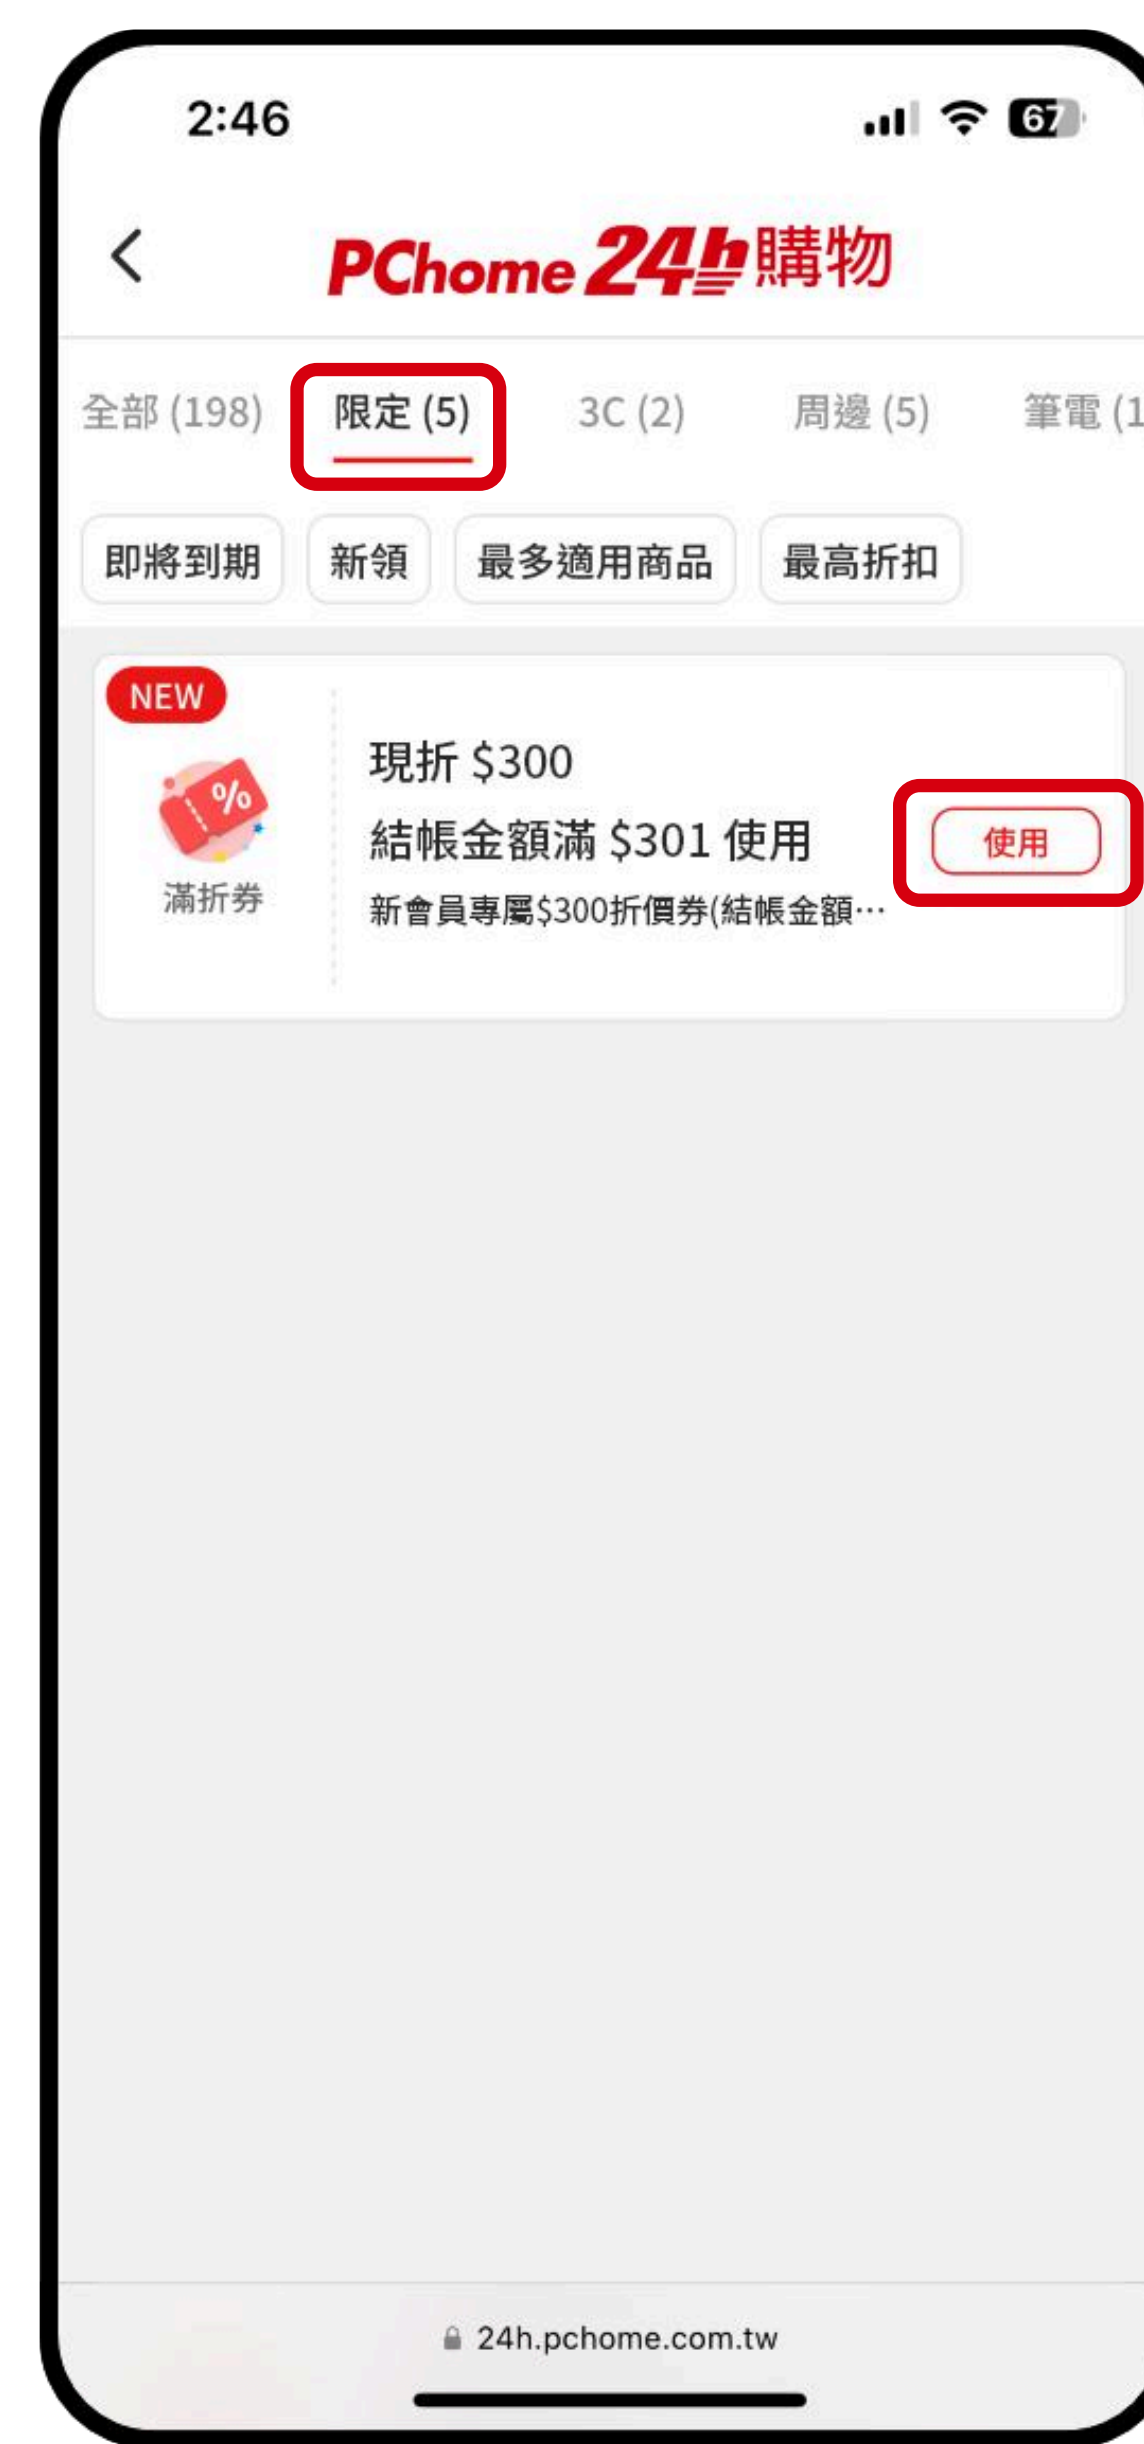 2:46
67
PChome 24h購物
全部 (198)
限定 (5)
3C (2)
周邊 (5)
筆電 (1
即將到期
新領
最多適用商品
最高折扣
NEW
%
滿折券
現折 $300
結帳金額滿 $301 使用
新會員專屬$300折價券(結帳金額…
使用
24h.pchome.com.tw